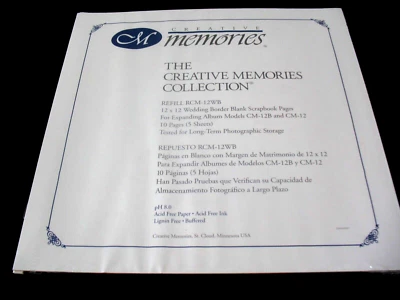 CREATIVE
M memories
THE
CREATIVE MEMORIES
COLLECTION™
REFILL RCM-12WB
12 x 12 Wedding Border Blank Scrapbook Pages
For Expanding Album Models CM-12B and CM-12
10 Pages (5 Sheets)
Tested for Long-Term Photographic Storage
REPUESTO RCM-12WB
Páginas en Blanco con Margen de Matrimonio de 12 x 12
Para Expandir Albumes de Modelos CM-12B y CM-12
10 Páginas (5 Hojas)
Han Pasado Pruebas que Verifican su Capacidad de
Almacenamiento Fotográfico a Largo Plazo
pH 8.0
Acid Free Paper • Acid Free Ink
Lignin Free • Buffered
Creative Memories, St. Cloud, Minnesota USA